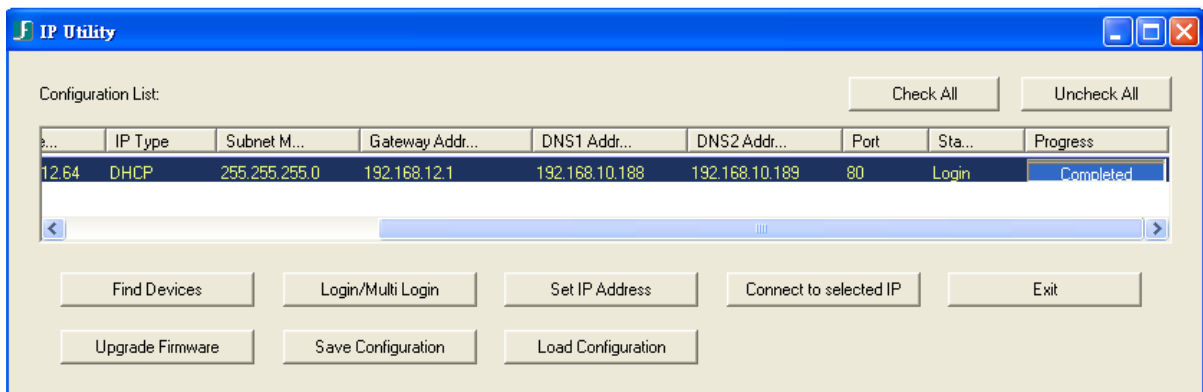 IP Utility
Configuration List: Check All Uncheck All
e... IP Type Subnet M... Gateway Addr... DNS1 Addr... DNS2 Addr... Port Sta... Progress
12.64 DHCP 255.255.255.0 192.168.12.1 192.168.10.188 192.168.10.189 80 Login Completed
Find Devices Login/Multi Login Set IP Address Connect to selected IP Exit
Upgrade Firmware Save Configuration Load Configuration